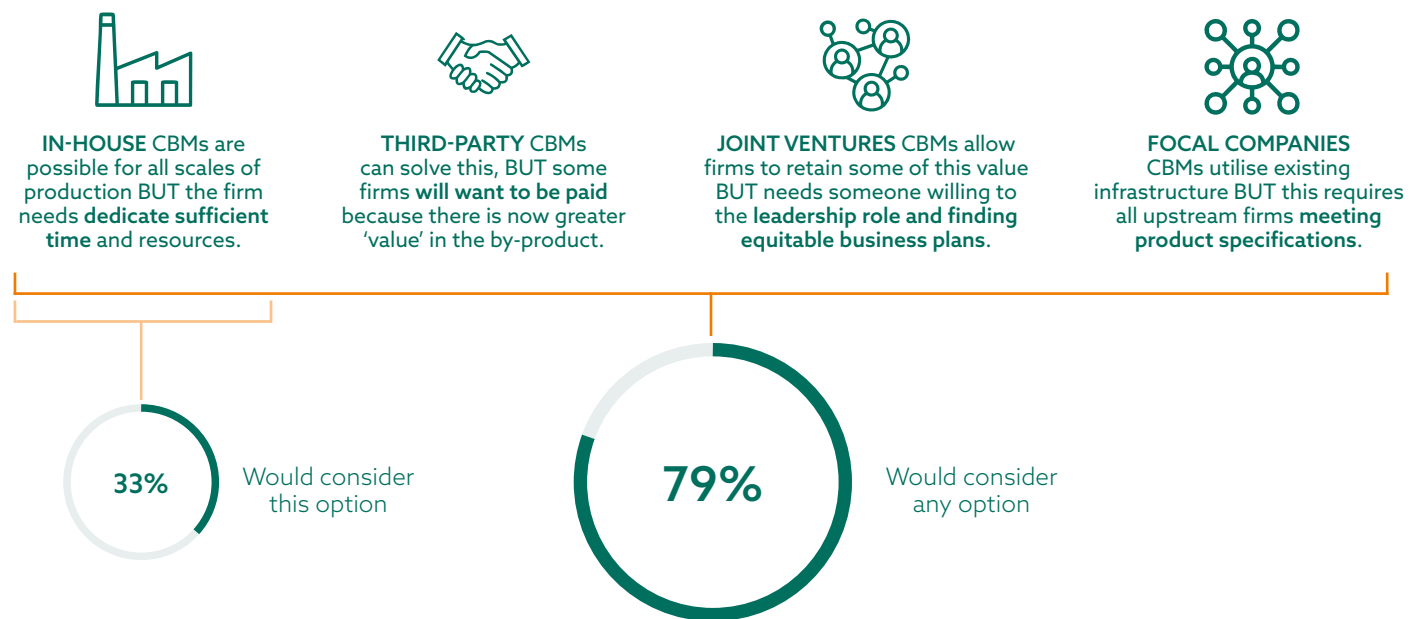 IN-HOUSE CBMs are
possible for all scales of
production BUT the firm
needs dedicate sufficient
time and resources.
THIRD-PARTY CBMs
can solve this, BUT some
firms will want to be paid
because there is now greater
‘value’ in the by-product.
JOINT VENTURES CBMs allow
firms to retain some of this value
BUT needs someone willing to
the leadership role and finding
equitable business plans.
FOCAL COMPANIES
CBMs utilise existing
infrastructure BUT this requires
all upstream firms meeting
product specifications.
33%
Would consider
this option
79%
Would consider
any option